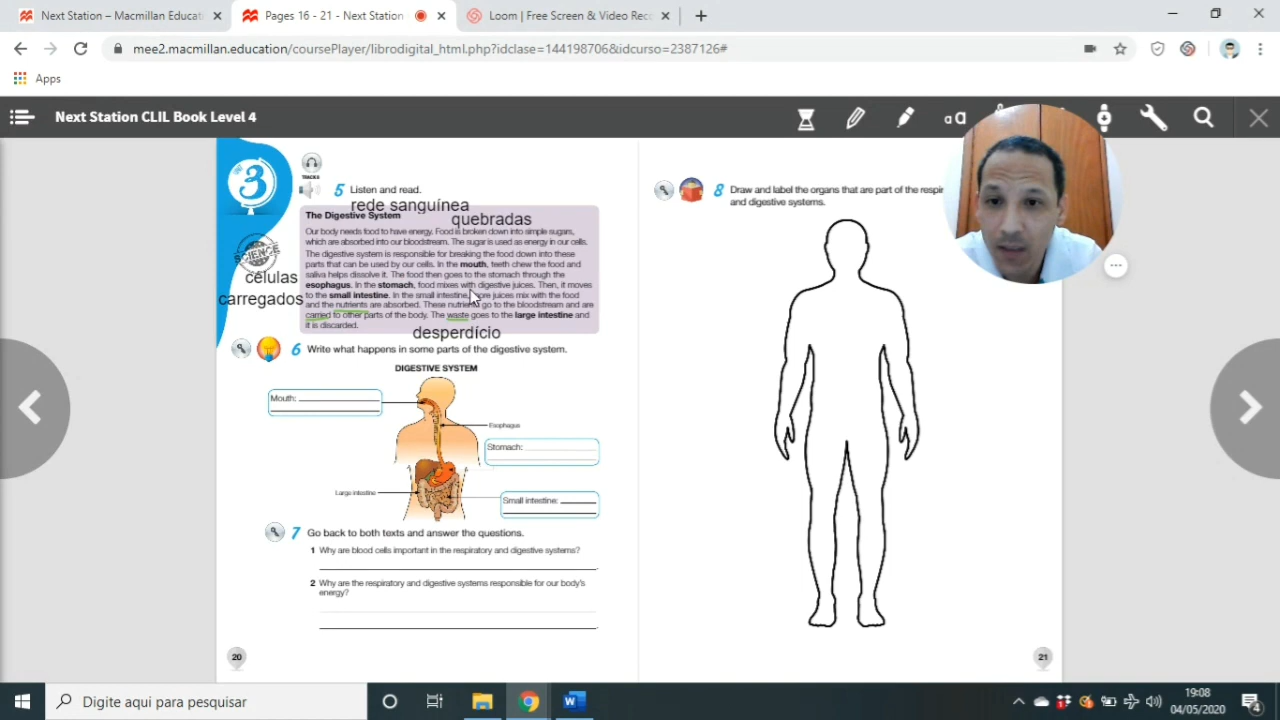 Next Station – Macmillan Educati
Pages 16 - 21 - Next Station
Loom | Free Screen & Video Reco
mee2.macmillan.education/coursePlayer/librodigital_html.php?idclase=144198706&idcurso=2387126#
Apps
Next Station CLIL Book Level 4
3
TRACK5
5 Listen and read.
rede sanguínea
The Digestive System
quebradas
Our body needs food to have energy. Food is broken down into simple sugars,
which are absorbed into our bloodstream. The sugar is used as energy in our cells.
The digestive system is responsible for breaking the food down into these
parts that can be used by our cells. In the mouth, teeth chew the food and
saliva helps dissolve it. The food then goes to the stomach through the
esophagus. In the stomach, food mixes with digestive juices. Then, it moves
to the small intestine. In the small intestine, juices mix with the food
and the nutrients are absorbed. These nutrients go to the bloodstream and are
carried to other parts of the body. The waste goes to the large intestine and
it is discarded.
células
carregados
desperdício
6 Write what happens in some parts of the digestive system.
DIGESTIVE SYSTEM
Mouth:
Esophagus
Stomach:
Large intestine
Small intestine:
7 Go back to both texts and answer the questions.
1 Why are blood cells important in the respiratory and digestive systems?
2 Why are the respiratory and digestive systems responsible for our body's
energy?
20
8 Draw and label the organs that are part of the
and digestive systems.
21
Digite aqui para pesquisar
19:08
04/05/2020
4